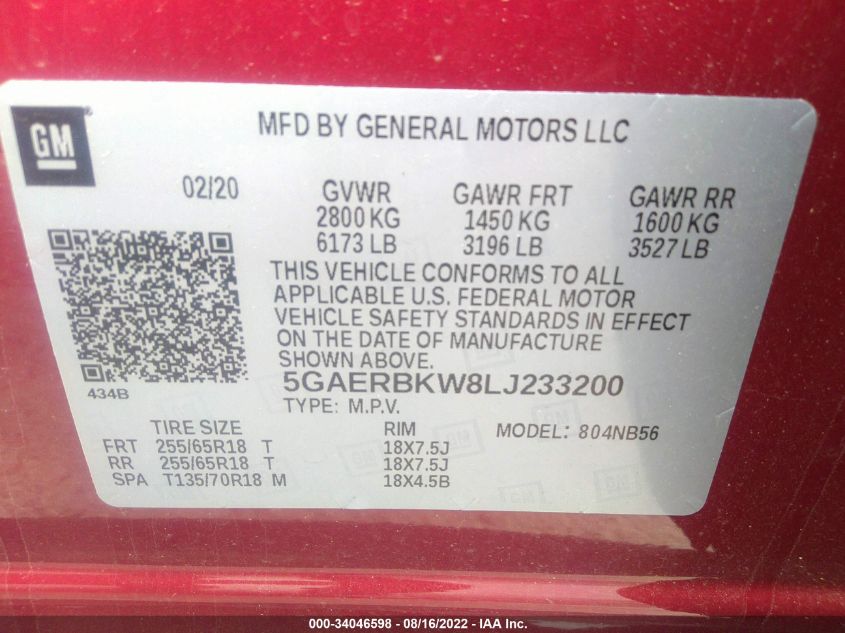 GM
MFD BY GENERAL MOTORS LLC
02/20 GVWR GAWR FRT GAWR RR
2800 KG 1450 KG 1600 KG
6173 LB 3196 LB 3527 LB
THIS VEHICLE CONFORMS TO ALL
APPLICABLE U.S. FEDERAL MOTOR
VEHICLE SAFETY STANDARDS IN EFFECT
ON THE DATE OF MANUFACTURE
SHOWN ABOVE.
434B 5GAERBKW8LJ233200
TYPE: M.P.V.
TIRE SIZE RIM MODEL: 804NB56
FRT 255/65R18 T 18X7.5J
RR 255/65R18 T 18X7.5J
SPA T135/70R18 M 18X4.5B
000-34046598 - 08/16/2022 - IAA Inc.